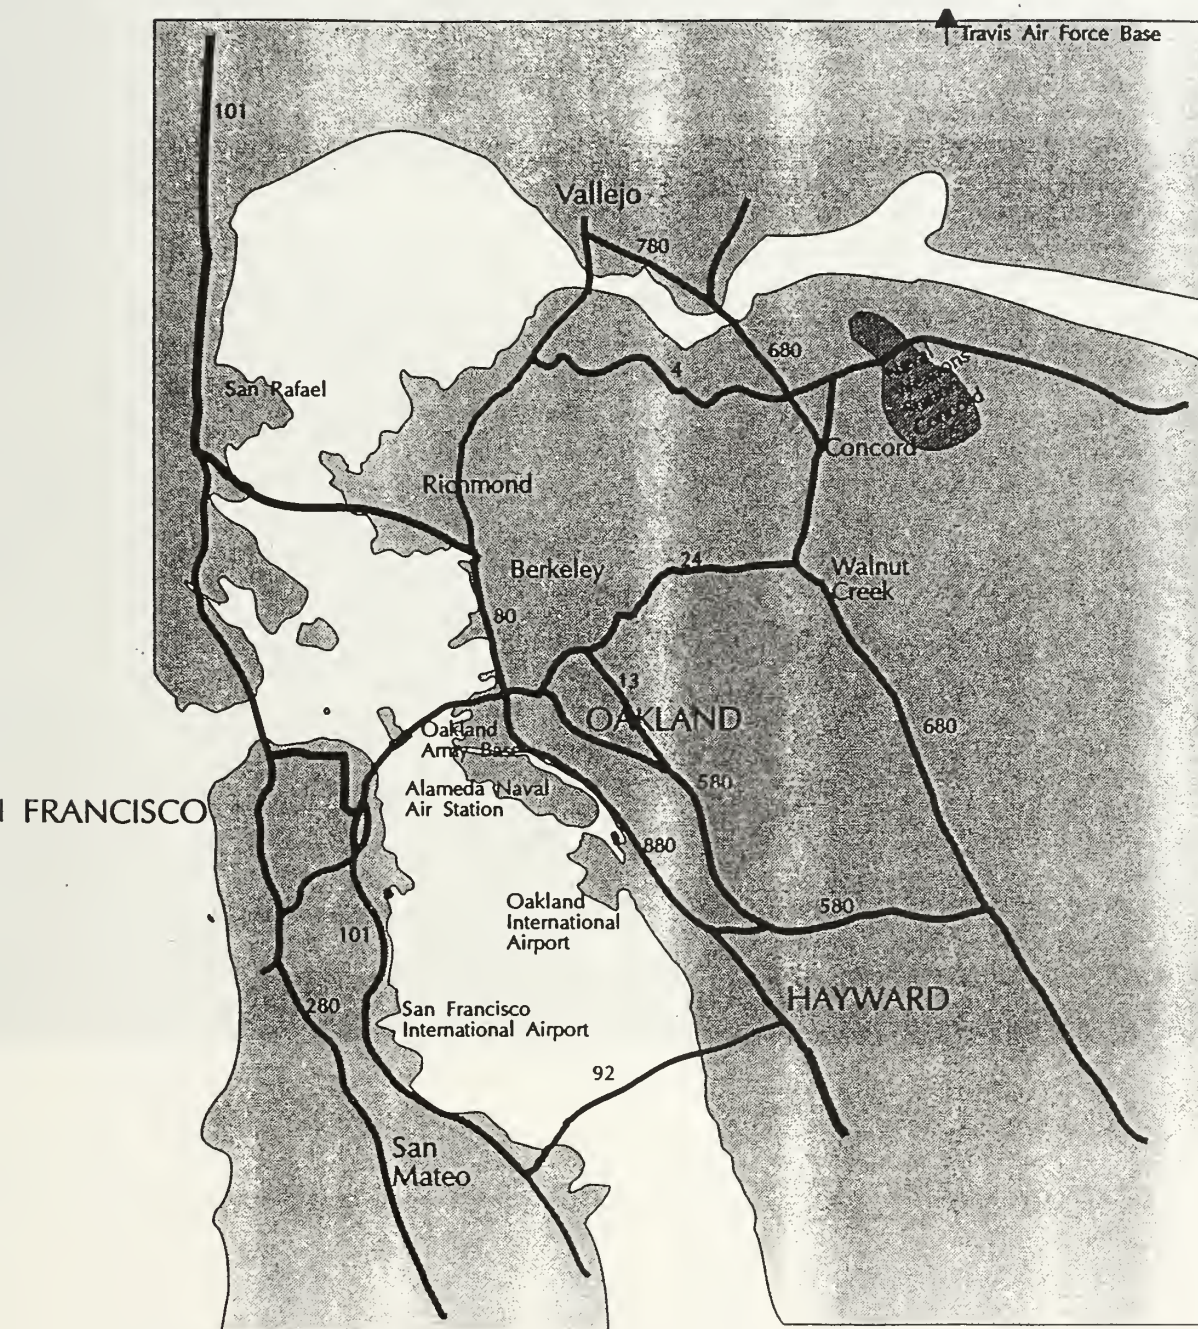 Travis Air Force Base
101
Vallejo
780
680
4
San Rafael
Concord
Richmond
24
Berkeley
Walnut
Creek
80
13
OAKLAND
680
Oakland
Army Base
580
Alameda Naval
Air Station
FRANCISCO
880
Oakland
International
Airport
580
101
HAYWARD
280
San Francisco
International Airport
92
San
Mateo